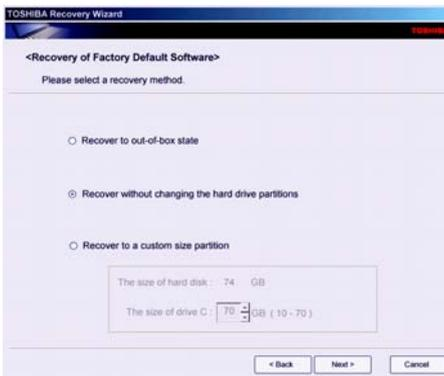 TOSHIBA Recovery Wizard
TOSHIBA
<Recovery of Factory Default Software>
Please select a recovery method.
Recover to out-of-box state
Recover without changing the hard drive partitions
Recover to a custom size partition
The size of hard disk : 74 GB
The size of drive C : 70 GB ( 10 - 70 )
< Back Next > Cancel